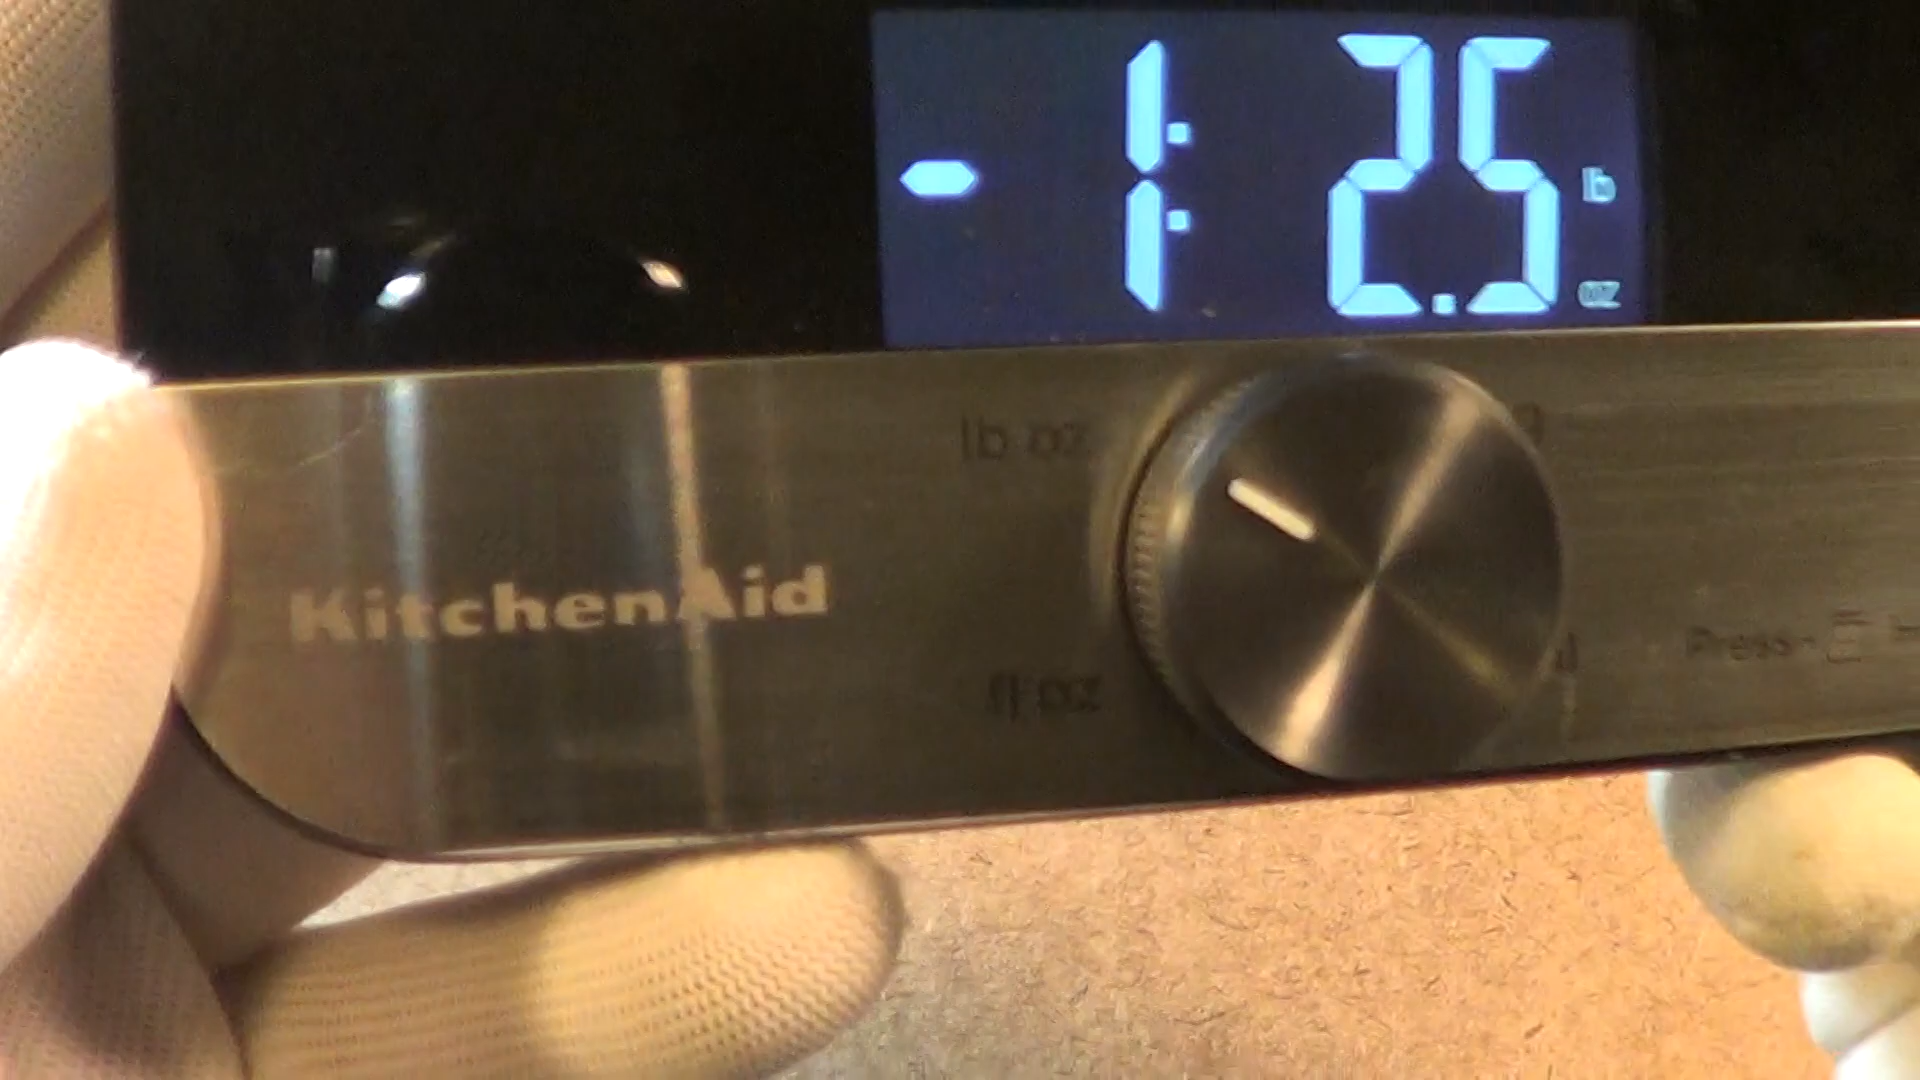 -1: 2.5 lb oz
lb oz
g
KitchenAid
fl oz
Press